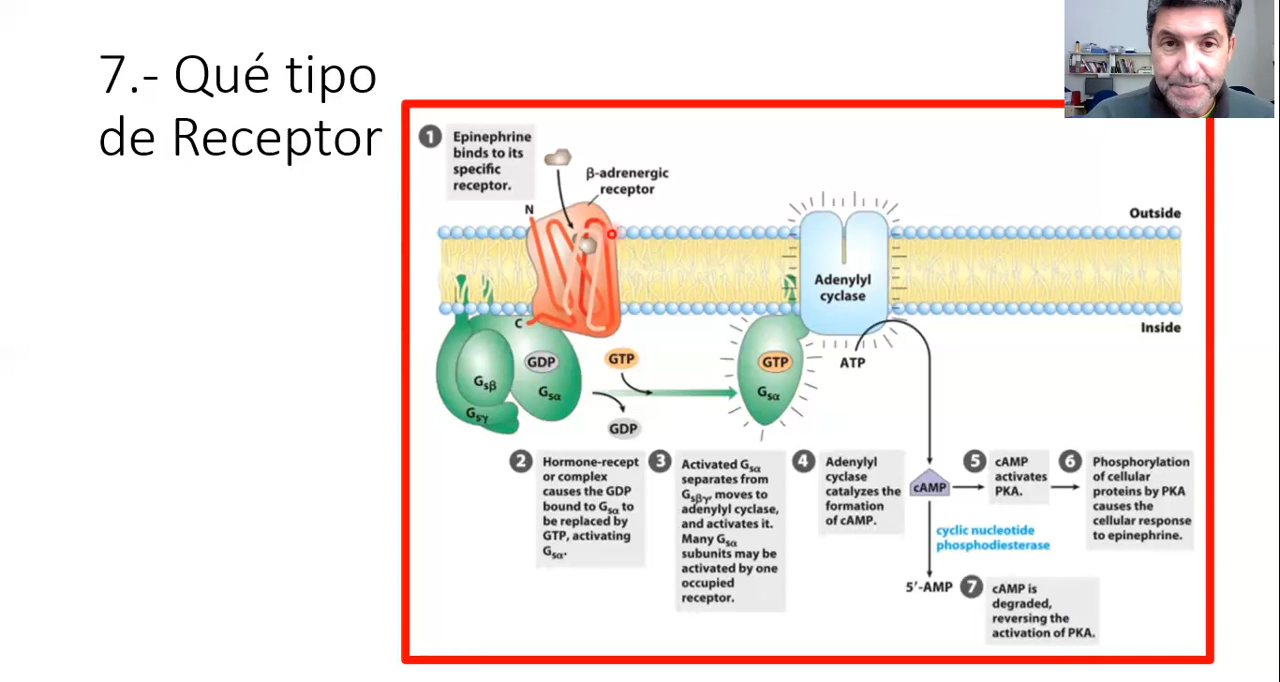 7.- Qué tipo
de Receptor
1
Epinephrine
binds to its
specific
receptor.
β-adrenergic
receptor
N
Outside
Adenylyl
cyclase
C
Inside
GDP
GTP
GTP
ATP
Gsβ
Gsα
Gsα
Gsγ
GDP
2
Hormone-recept
or complex
causes the GDP
bound to Gsα to
be replaced by
GTP, activating
Gsα.
3
Activated Gsα
separates from
Gsβγ, moves to
adenylyl cyclase,
and activates it.
Many Gsα
subunits may be
activated by one
occupied
receptor.
4
Adenylyl
cyclase
catalyzes the
formation
of cAMP.
cAMP
5
cAMP
activates
PKA.
6
Phosphorylation
of cellular
proteins by PKA
causes the
cellular response
to epinephrine.
cyclic nucleotide
phosphodiesterase
5′-AMP
7
cAMP is
degraded,
reversing the
activation of PKA.